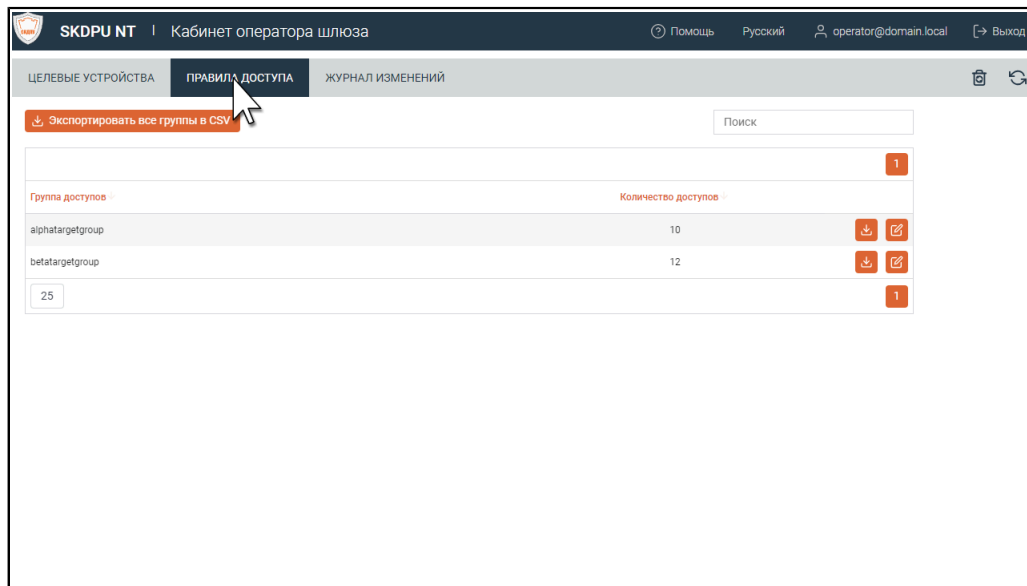 SKDPU NT | Кабинет оператора шлюза Помощь Русский operator@domain.local Выход
ЦЕЛЕВЫЕ УСТРОЙСТВА ПРАВИЛА ДОСТУПА ЖУРНАЛ ИЗМЕНЕНИЙ
Экспортировать все группы в CSV Поиск
1
Группа доступов Количество доступов
alphatargetgroup 10
betatargetgroup 12
25 1